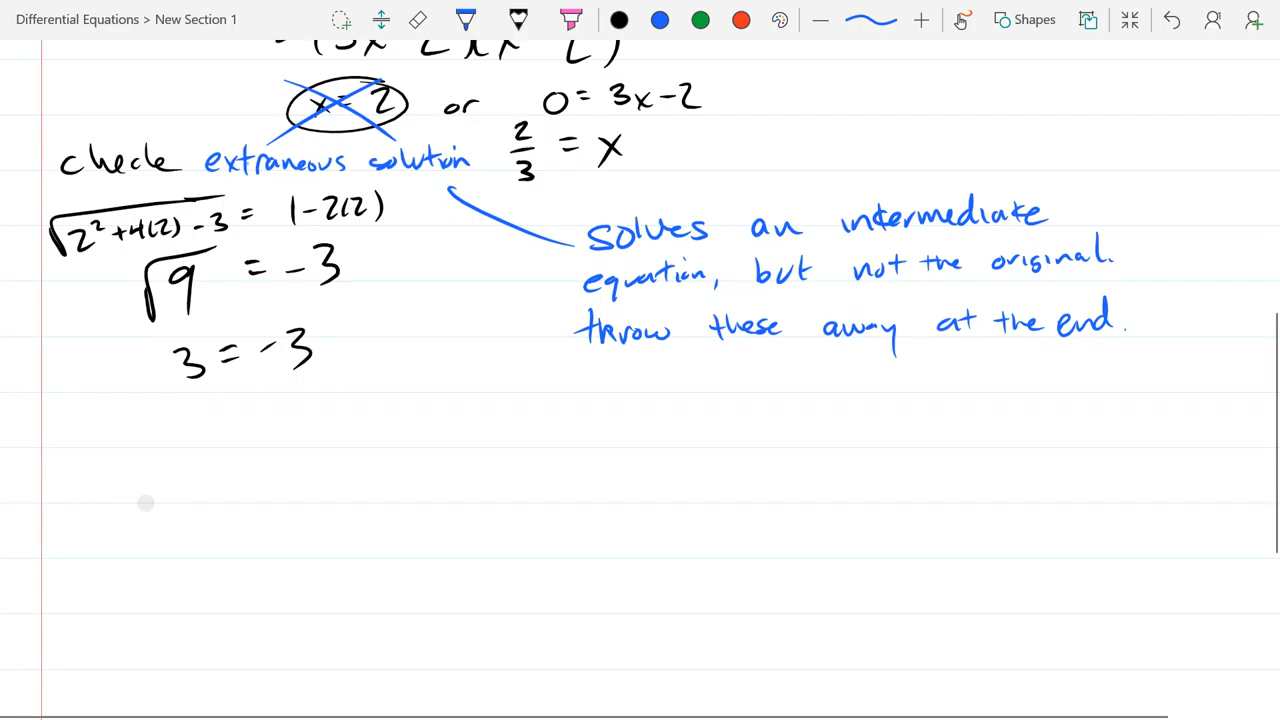 Differential Equations > New Section 1
Shapes
x = 2 or 0 = 3x - 2
2/3 = x
check extraneous solution
√2² + 4(2) - 3 = 1 - 2(2)
√9 = -3
3 = -3
solves an intermediate
equation, but not the original.
throw these away at the end.